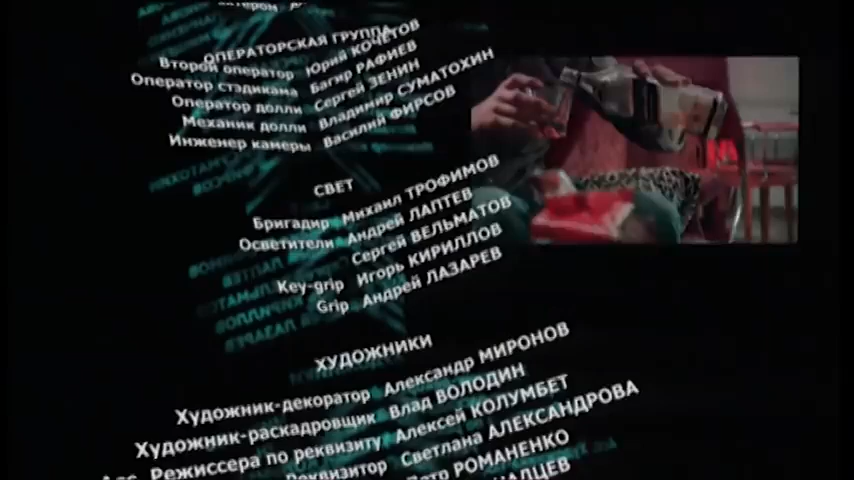 ОПЕРАТОРСКАЯ ГРУППА
Второй оператор Юрий КОЧЕТОВ
Оператор стэдикама Багир РАФИЕВ
Оператор долли Сергей ЗЕНИН
Механик долли Владимир СУМАТОХИН
Инженер камеры Василий ФИРСОВ
СВЕТ
Бригадир Михаил ТРОФИМОВ
Осветители Андрей ЛАПТЕВ
Сергей ВЕЛЬМАТОВ
Key-grip Игорь КИРИЛЛОВ
Grip Андрей ЛАЗАРЕВ
ХУДОЖНИКИ
Художник-декоратор Александр МИРОНОВ
Художник-раскадровщик Влад ВОЛОДИН
Режиссера по реквизиту Алексей КОЛУМБЕТ
Реквизитор Светлана АЛЕКСАНДРОВА
Петр РОМАНЕНКО